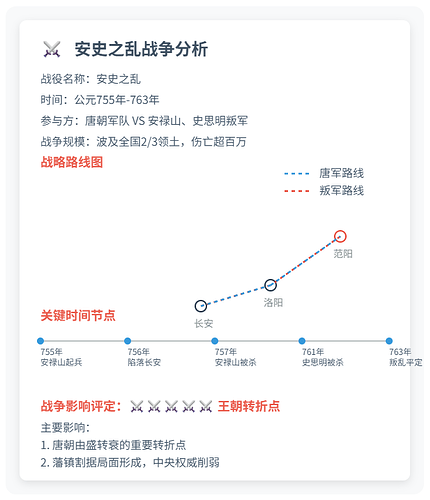 ⚔️ 安史之乱战争分析
战役名称：安史之乱
时间：公元755年-763年
参与方：唐朝军队 VS 安禄山、史思明叛军
战争规模：波及全国2/3领土，伤亡超百万
战略路线图
唐军路线
叛军路线
范阳
洛阳
长安
关键时间节点
755年 756年 757年 761年 763年
安禄山起兵 陷落长安 安禄山被杀 史思明被杀 叛乱平定
战争影响评定：⚔️⚔️⚔️⚔️⚔️ 王朝转折点
主要影响：
1. 唐朝由盛转衰的重要转折点
2. 藩镇割据局面形成，中央权威削弱